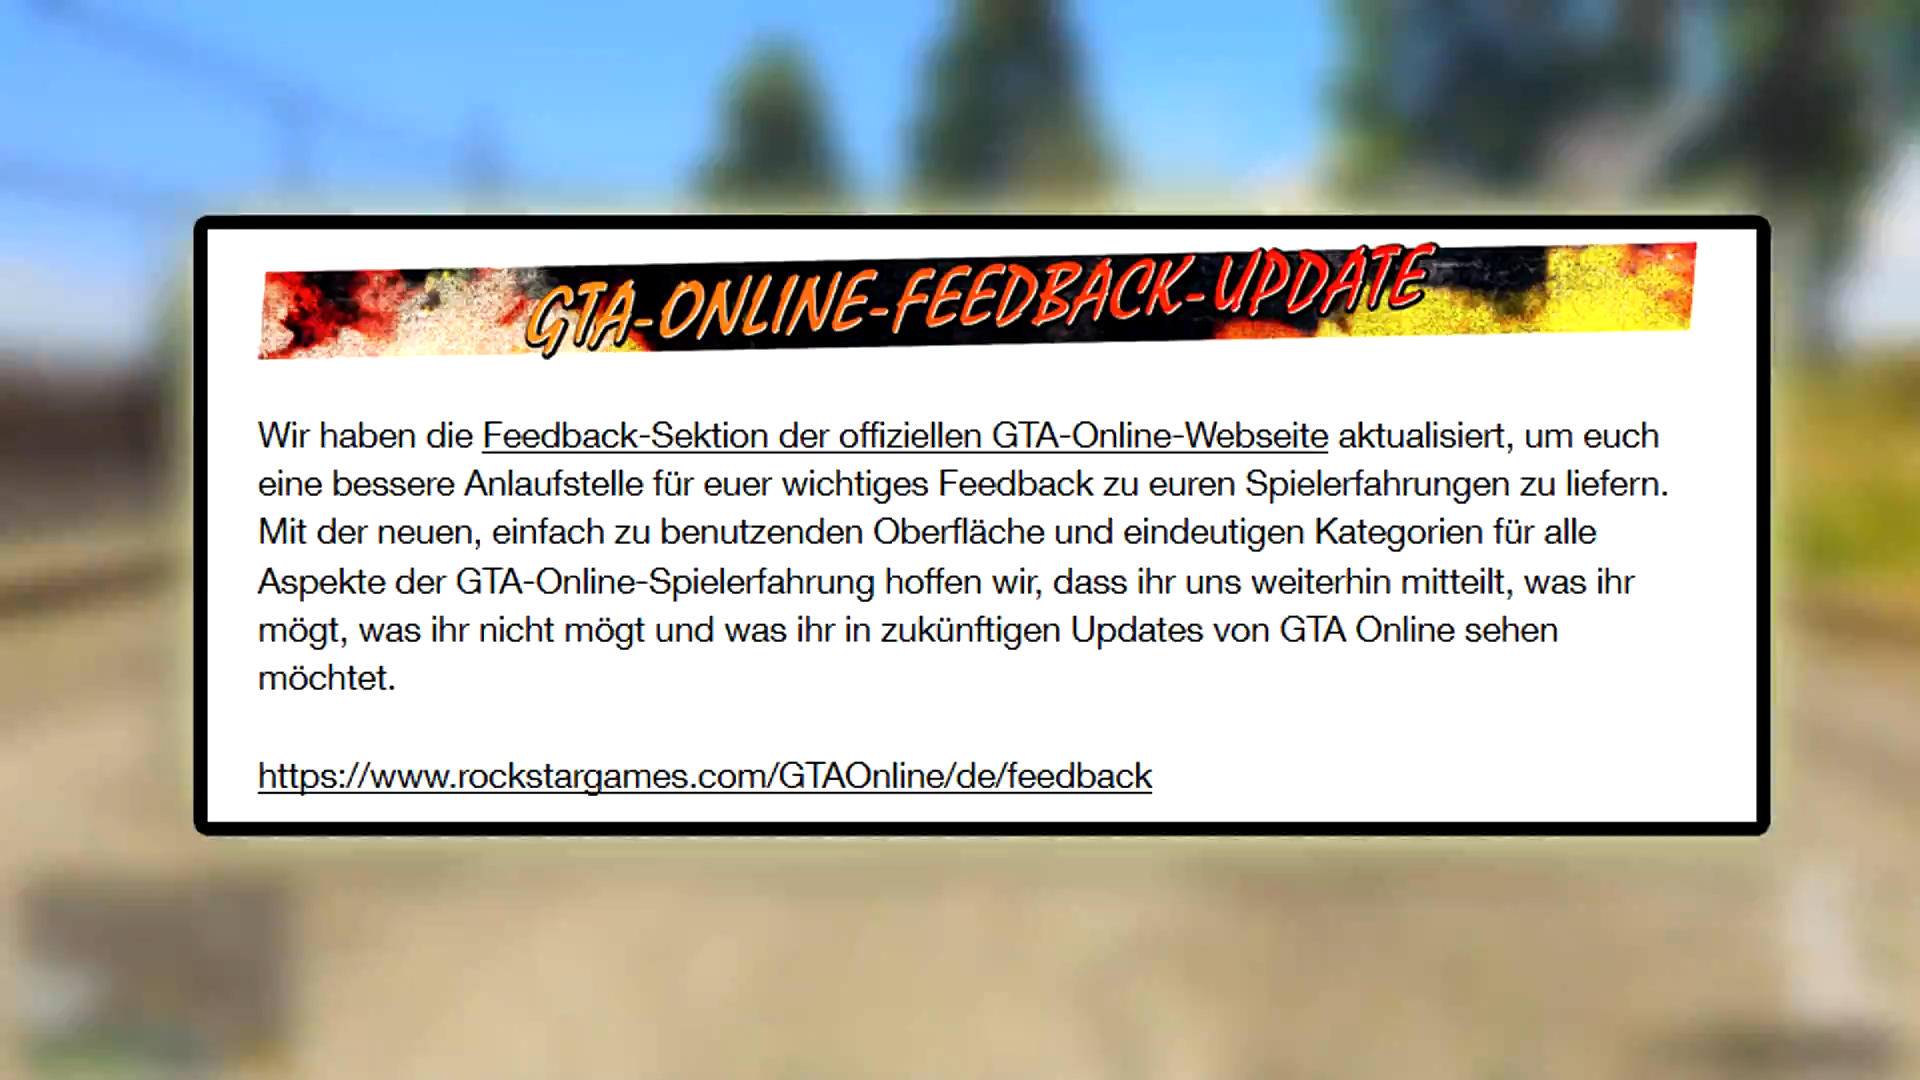 GTA-ONLINE-FEEDBACK-UPDATE
Wir haben die Feedback-Sektion der offiziellen GTA-Online-Webseite aktualisiert, um euch
eine bessere Anlaufstelle für euer wichtiges Feedback zu euren Spielerfahrungen zu liefern.
Mit der neuen, einfach zu benutzenden Oberfläche und eindeutigen Kategorien für alle
Aspekte der GTA-Online-Spielerfahrung hoffen wir, dass ihr uns weiterhin mitteilt, was ihr
mögt, was ihr nicht mögt und was ihr in zukünftigen Updates von GTA Online sehen
möchtet.
https://www.rockstargames.com/GTAOnline/de/feedback